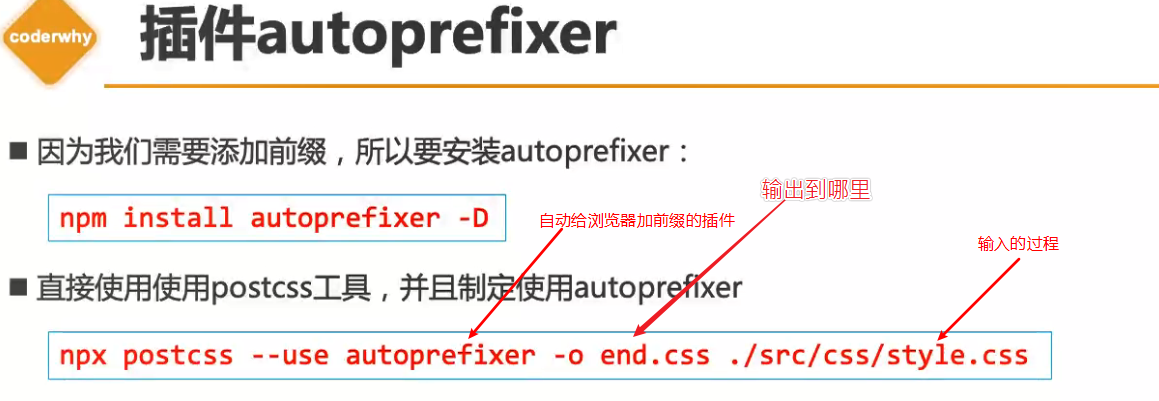 coderwhy
插件autoprefixer
■ 因为我们需要添加前缀，所以要安装autoprefixer：
npm install autoprefixer -D
输出到哪里
自动给浏览器加前缀的插件
输入的过程
■ 直接使用使用postcss工具，并且制定使用autoprefixer
npx postcss --use autoprefixer -o end.css ./src/css/style.css